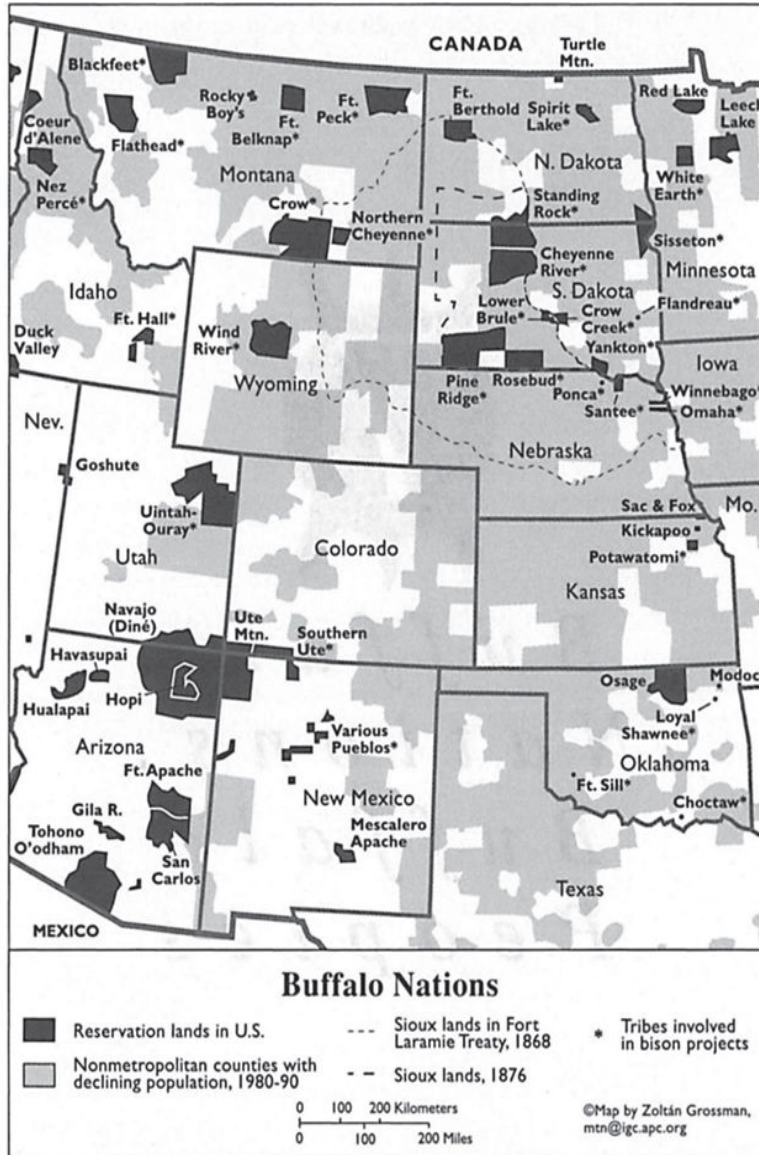 CANADA
Turtle
Mtn.
Blackfeet*
Rocky
Boy's
Ft.
Belknap*
Ft.
Peck*
Ft.
Berthold
Spirit
Lake*
Red Lake
Leech
Lake
Coeur
d'Alene
Flathead*
Nez
Percé*
Montana
N. Dakota
White
Earth*
Crow*
Northern
Cheyenne*
Standing
Rock*
Sisseton*
Cheyenne
River*
Minnesota
Idaho
Ft. Hall*
S. Dakota
Lower
Brule*
Crow
Creek*
Flandreau*
Duck
Valley
Wind
River*
Yankton*
Iowa
Wyoming
Pine
Ridge*
Rosebud*
Ponca*
Santee*
Winnebago*
Omaha*
Nev.
Nebraska
Goshute
Uintah-
Ouray*
Sac & Fox
Mo.
Colorado
Kickapoo
Utah
Potawatomi*
Kansas
Navajo
(Diné)
Ute
Mtn.
Southern
Ute*
Havasupai
Hopi
Hualapai
Osage
Modoc
Loyal
Shawnee*
Various
Pueblos*
Arizona
Oklahoma
Ft. Apache
Ft. Sill*
New Mexico
Choctaw*
Gila R.
Tohono
O'odham
San
Carlos
Mescalero
Apache
Texas
MEXICO
Buffalo Nations
Reservation lands in U.S.
Nonmetropolitan counties with
declining population, 1980-90
Sioux lands in Fort
Laramie Treaty, 1868
Sioux lands, 1876
* Tribes involved
in bison projects
0 100 200 Kilometers
0 100 200 Miles
©Map by Zoltán Grossman,
mtn@igc.apc.org